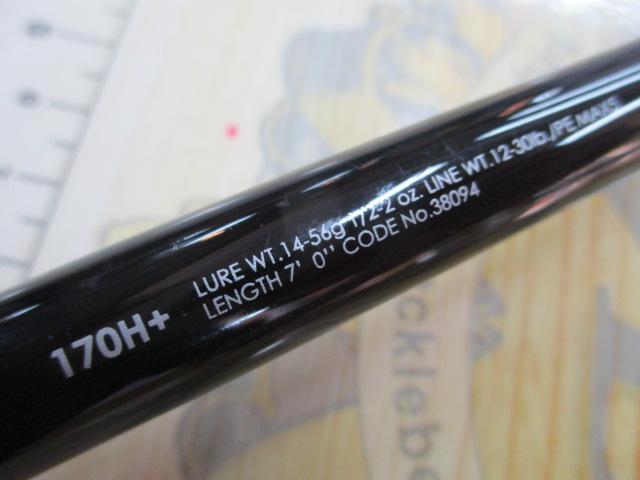 170H+
LURE WT.14-56g 1/2-2 oz. LINE WT.12-30lb./PE MAX5
LENGTH 7' 0" CODE No.38094
cklebe